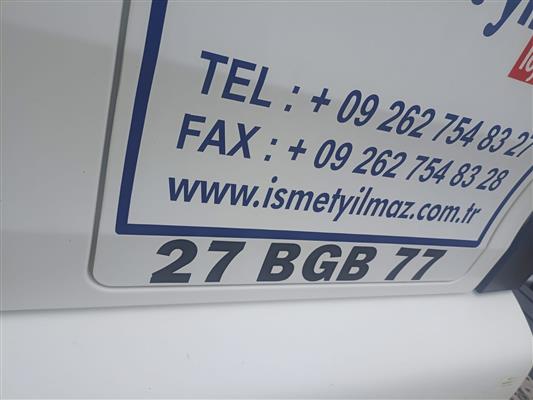 TEL : + 09 262 754 83 27
FAX : + 09 262 754 83 28
www.ismetyilmaz.com.tr
27 BGB 77